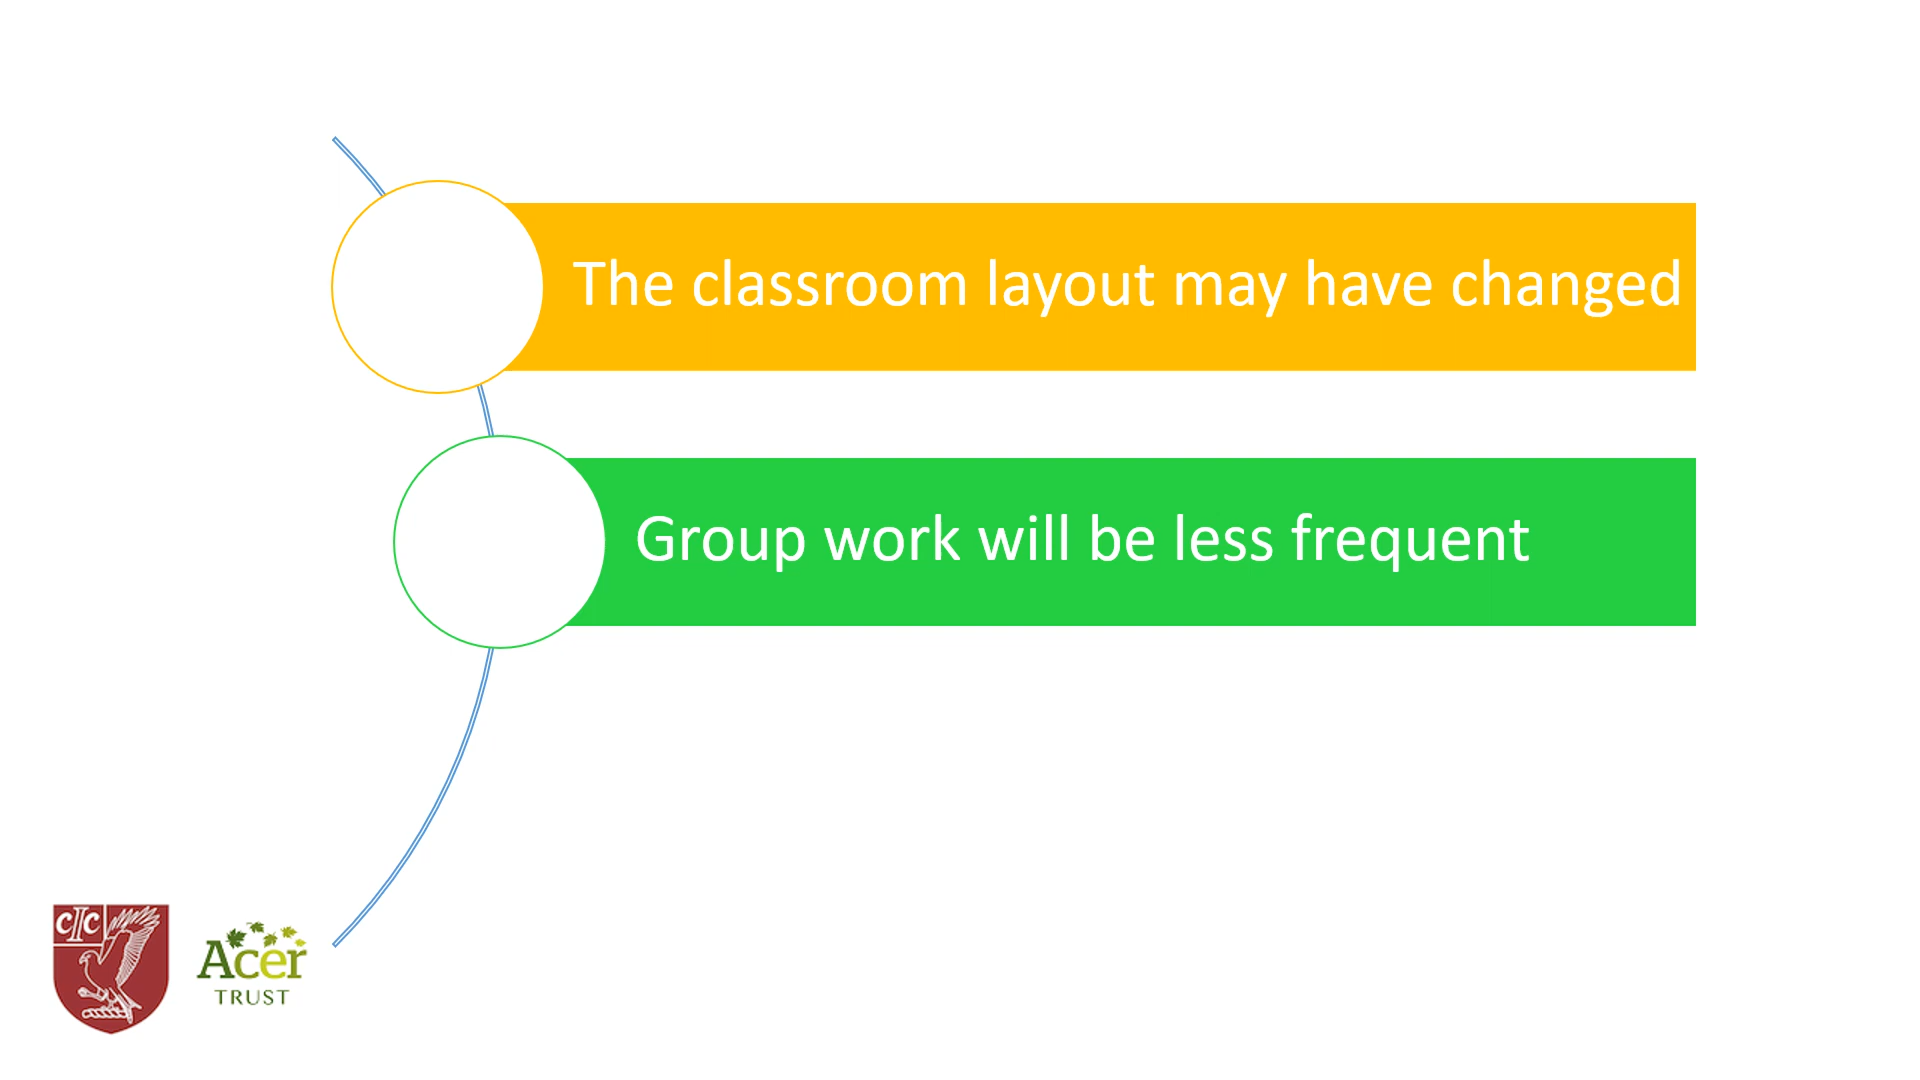 The classroom layout may have changed
Group work will be less frequent
CIC
Acer
TRUST